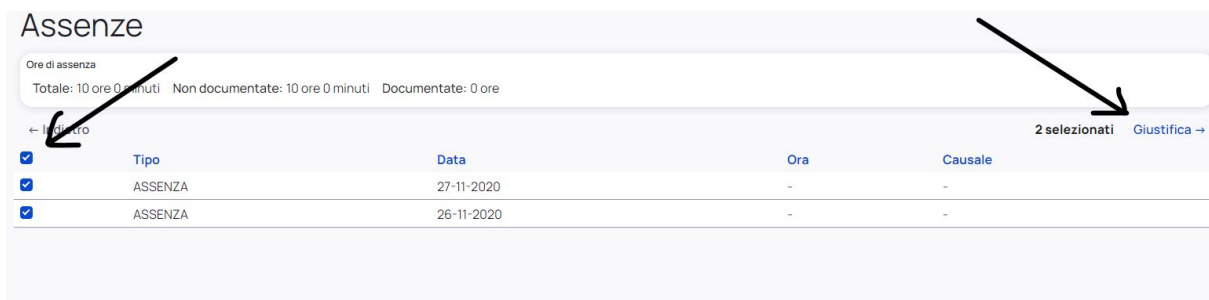 Assenze
Ore di assenza
Totale: 10 ore 0 minuti Non documentate: 10 ore 0 minuti Documentate: 0 ore
← Indietro 2 selezionati Giustifica →
Tipo Data Ora Causale
ASSENZA 27-11-2020 - -
ASSENZA 26-11-2020 - -